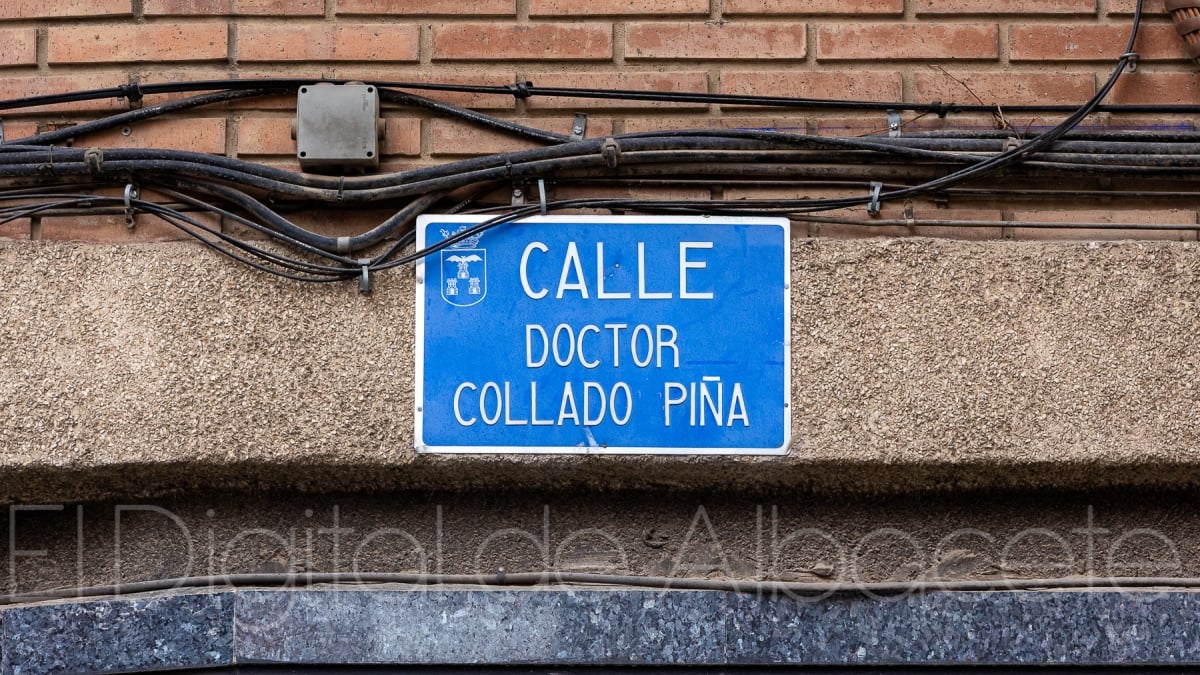 CALLE
DOCTOR
COLLADO PIÑA
El Digital de Albacete